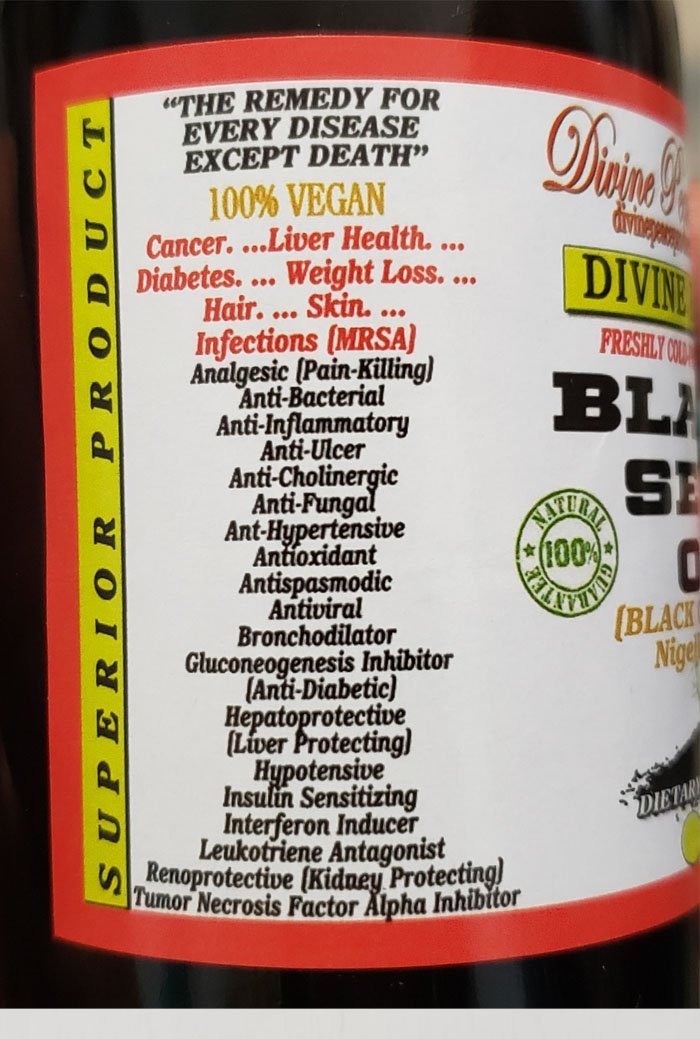 SUPERIOR PRODUCT
“THE REMEDY FOR
EVERY DISEASE
EXCEPT DEATH”
100% VEGAN
Cancer. ...Liver Health. ...
Diabetes. ... Weight Loss. ...
Hair. ... Skin. ...
Infections (MRSA)
Analgesic (Pain-Killing)
Anti-Bacterial
Anti-Inflammatory
Anti-Ulcer
Anti-Cholinergic
Anti-Fungal
Ant-Hypertensive
Antioxidant
Antispasmodic
Antiviral
Bronchodilator
Gluconeogenesis Inhibitor
(Anti-Diabetic)
Hepatoprotective
(Liver Protecting)
Hypotensive
Insulin Sensitizing
Interferon Inducer
Leukotriene Antagonist
Renoprotective (Kidney Protecting)
Tumor Necrosis Factor Alpha Inhibitor
Divine
DIVINE
FRESHLY
NATURAL
100%
GUARANTEE
(BLACK
DIETARY